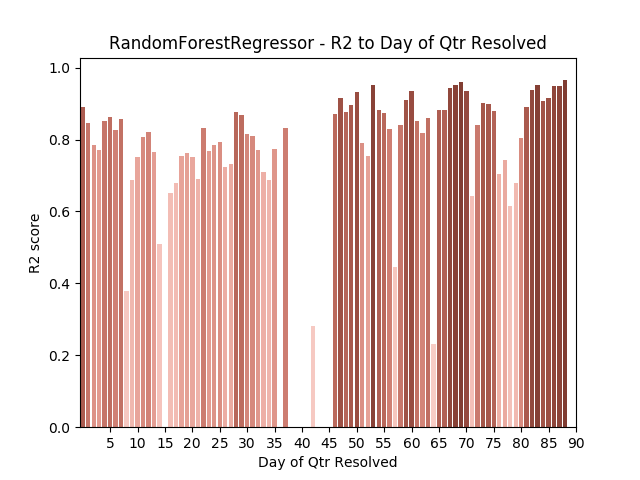 RandomForestRegressor - R2 to Day of Qtr Resolved
1.0
0.8
0.6
0.4
0.2
0.0
R2 score
5 10 15 20 25 30 35 40 45 50 55 60 65 70 75 80 85 90
Day of Qtr Resolved